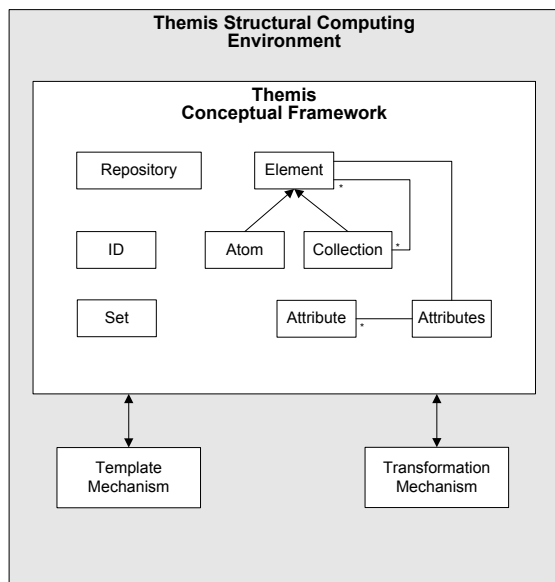 Themis Structural Computing
Environment
Themis
Conceptual Framework
Repository
Element
*
ID
Atom
Collection
*
Set
Attribute
*
Attributes
Template
Mechanism
Transformation
Mechanism